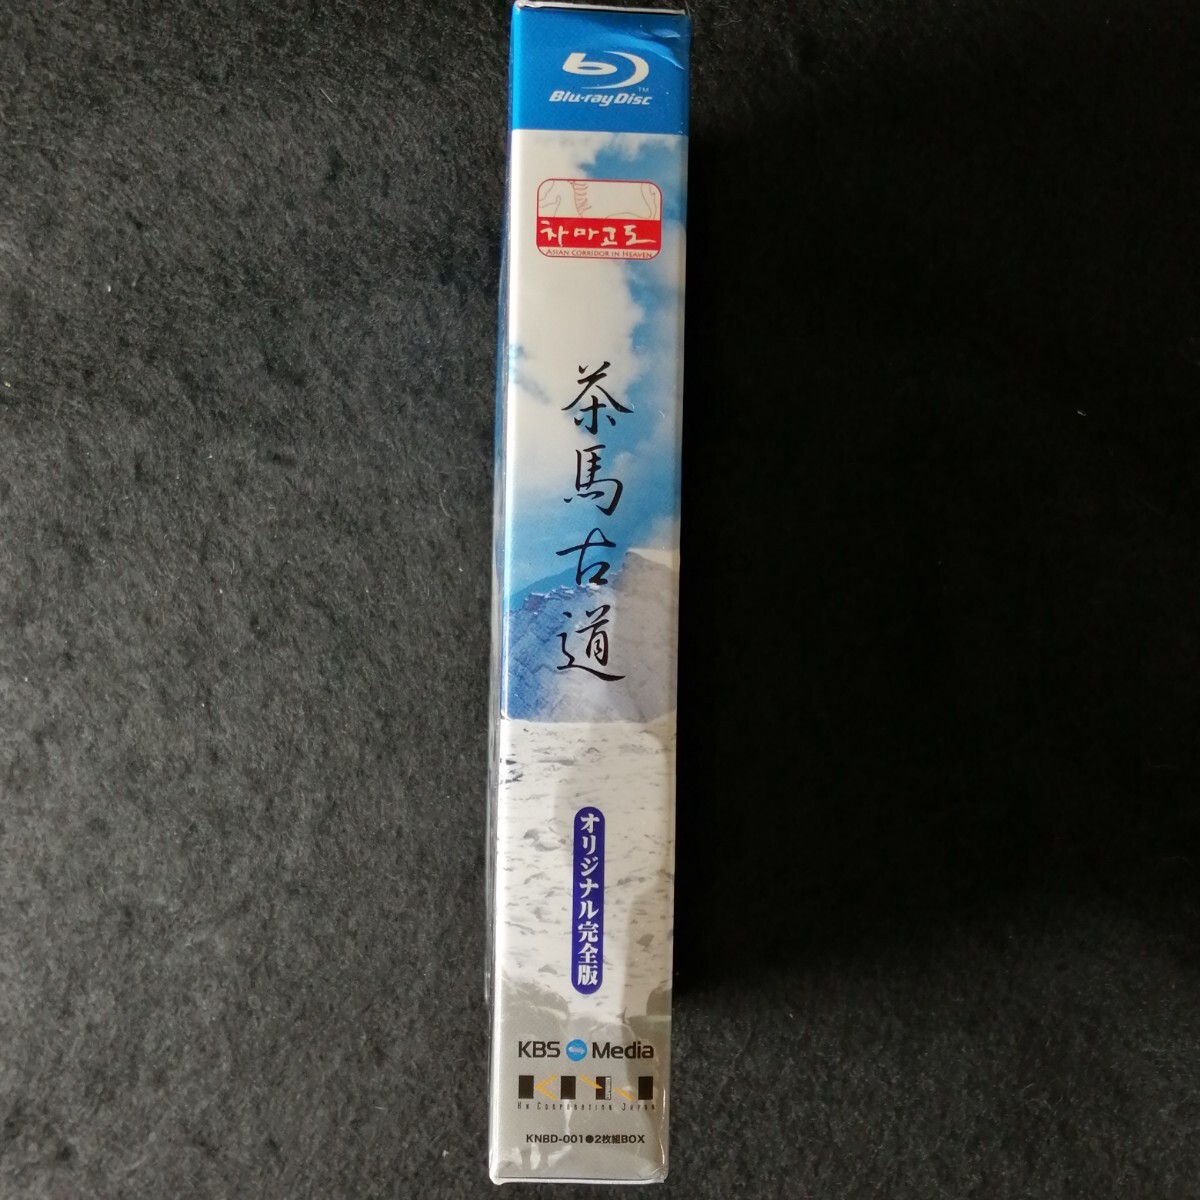 Blu-ray Disc™
차마고도
ASIAN CORRIDOR IN HEAVEN
茶馬古道
オリジナル完全版
KBS Media
KNBD-001●2枚組BOX